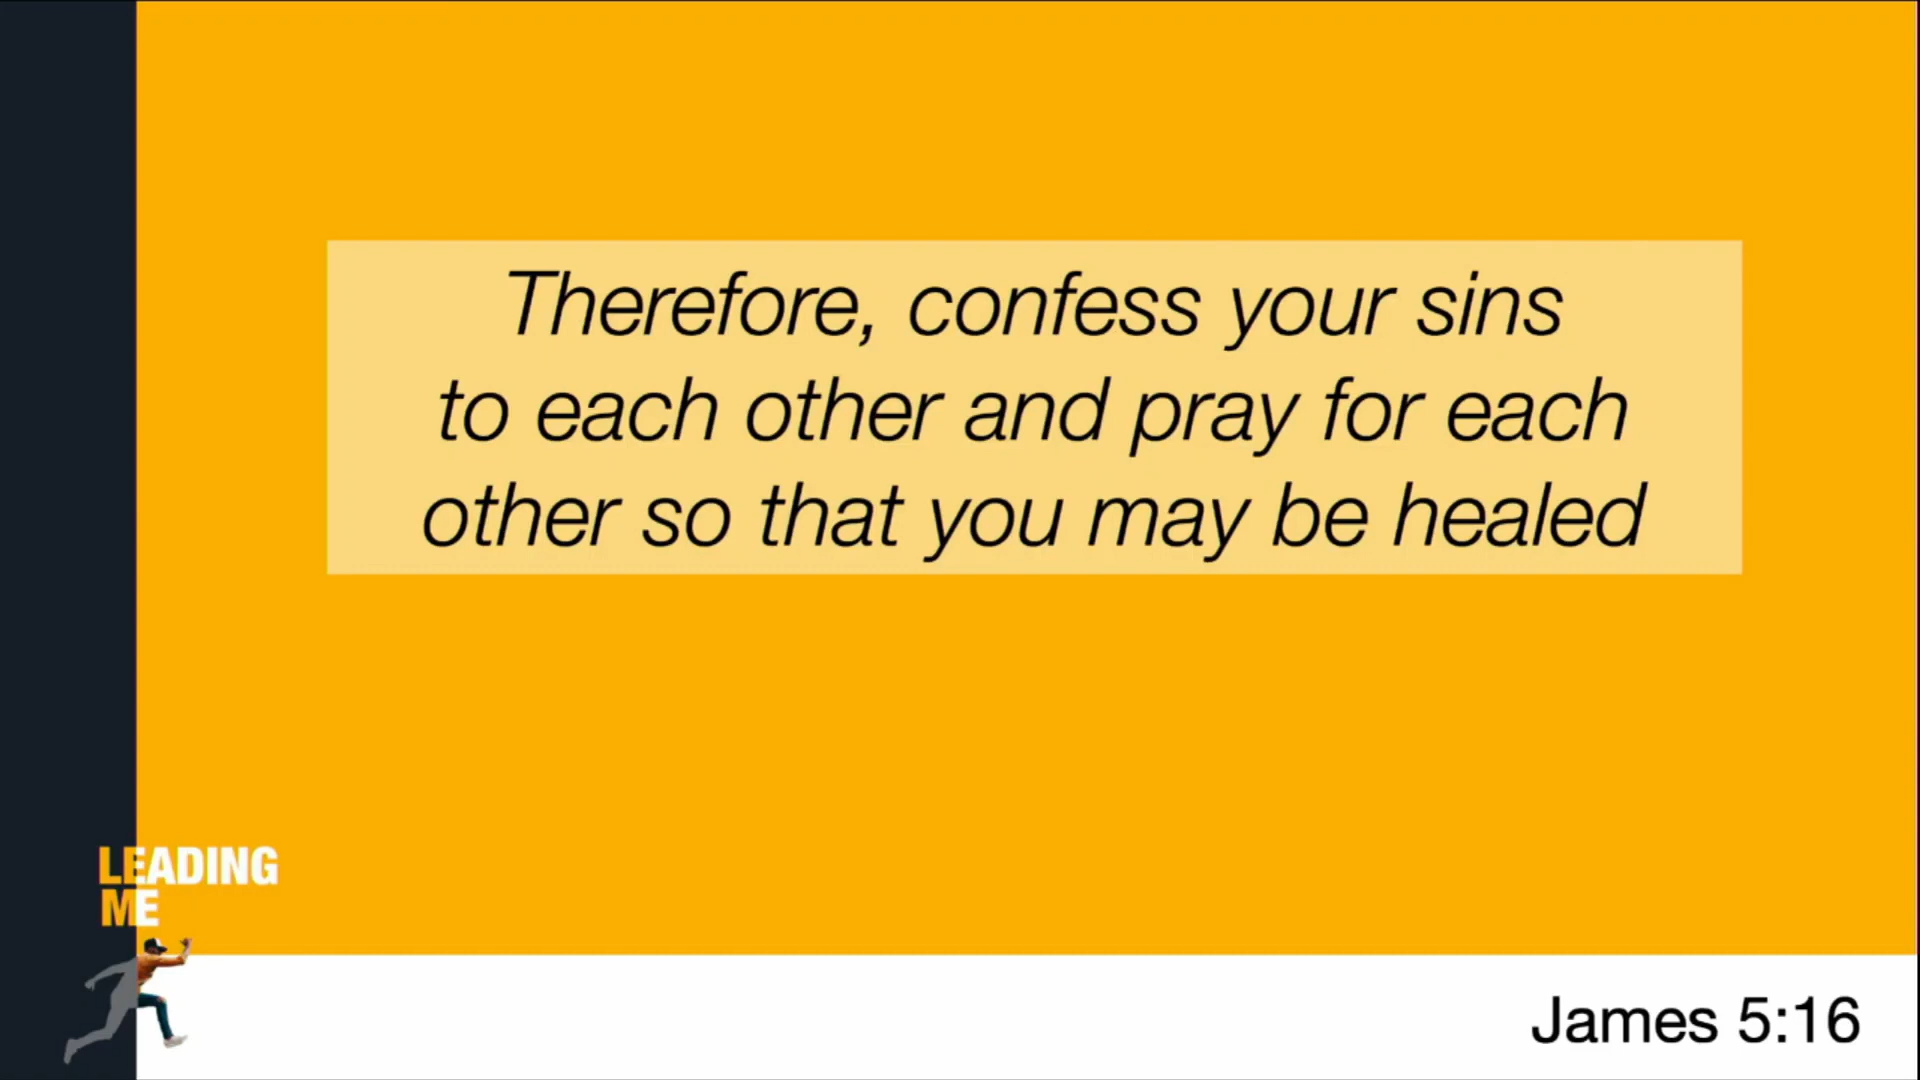 Therefore, confess your sins
to each other and pray for each
other so that you may be healed
LEADING
ME
James 5:16